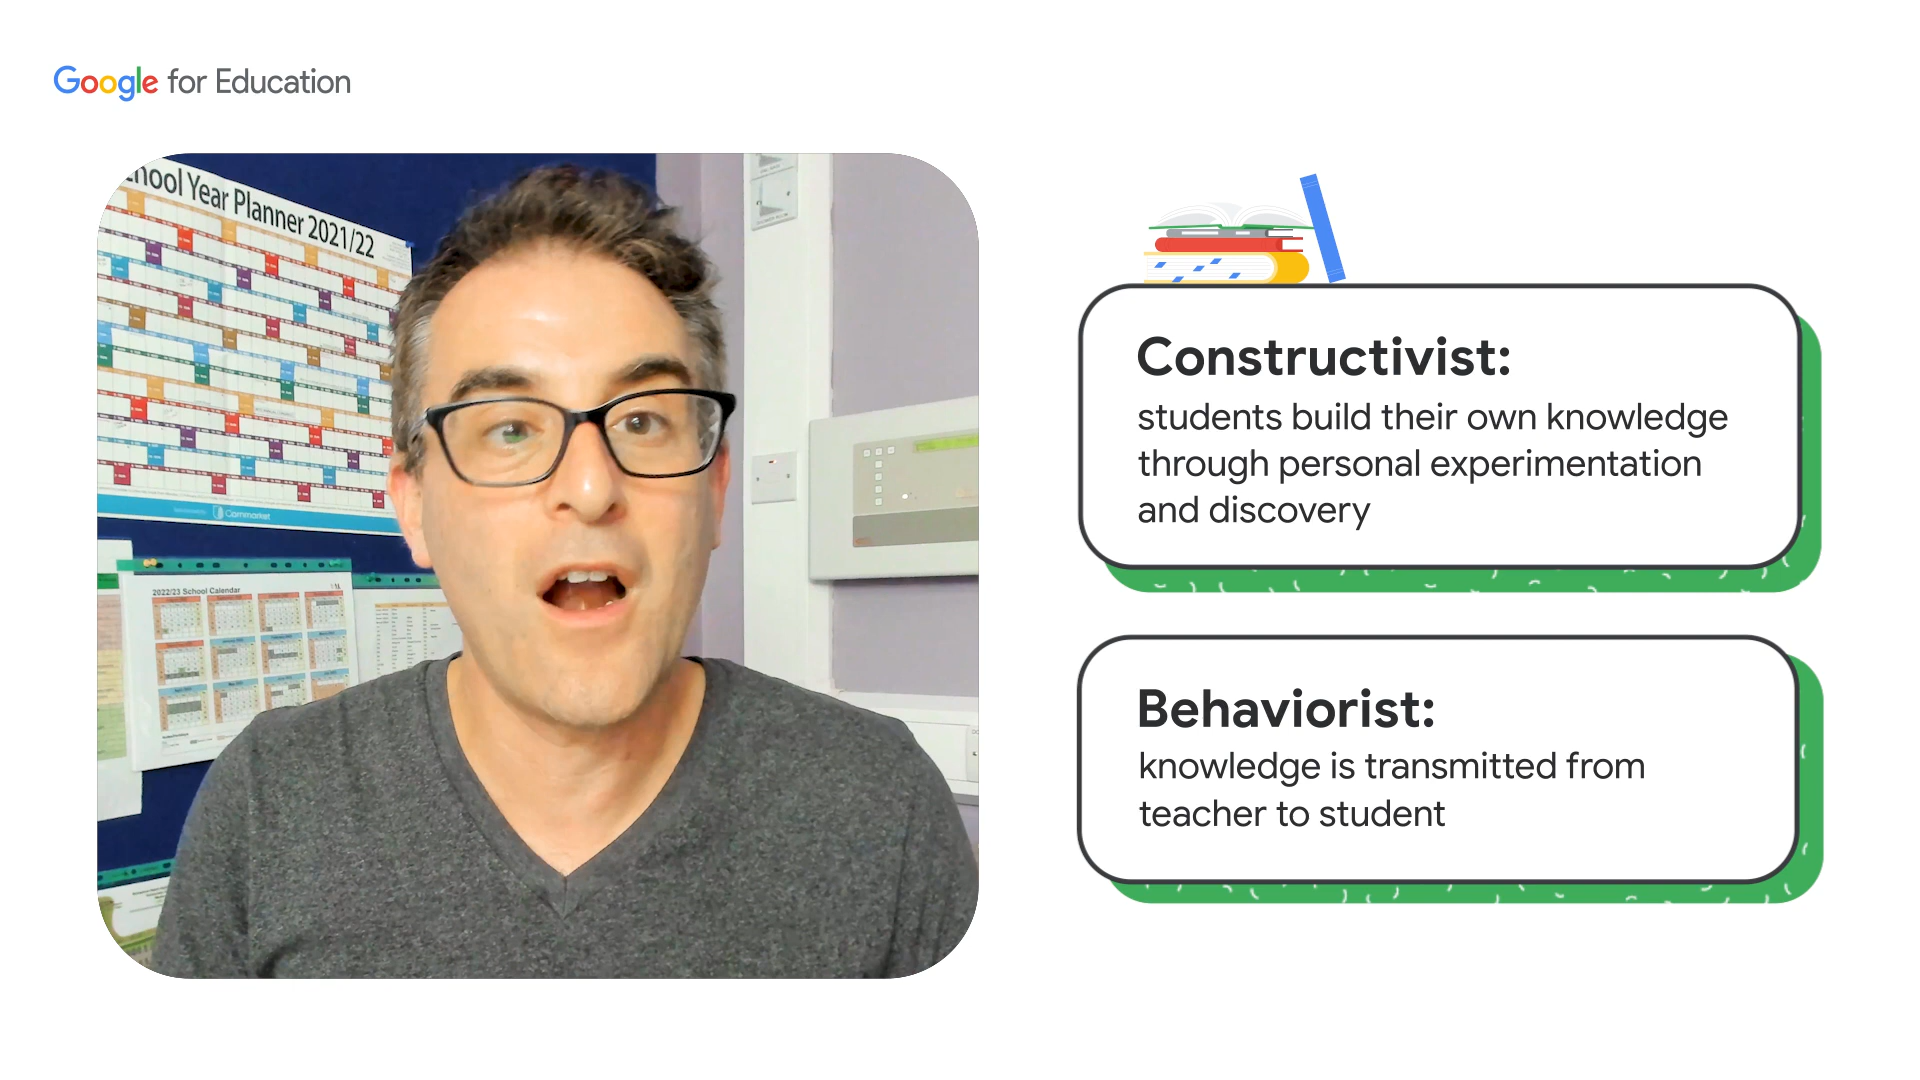 Google for Education
hool Year Planner 2021/22
Cornmarket
2022/23 School Calendar
Constructivist:
students build their own knowledge
through personal experimentation
and discovery
Behaviorist:
knowledge is transmitted from
teacher to student